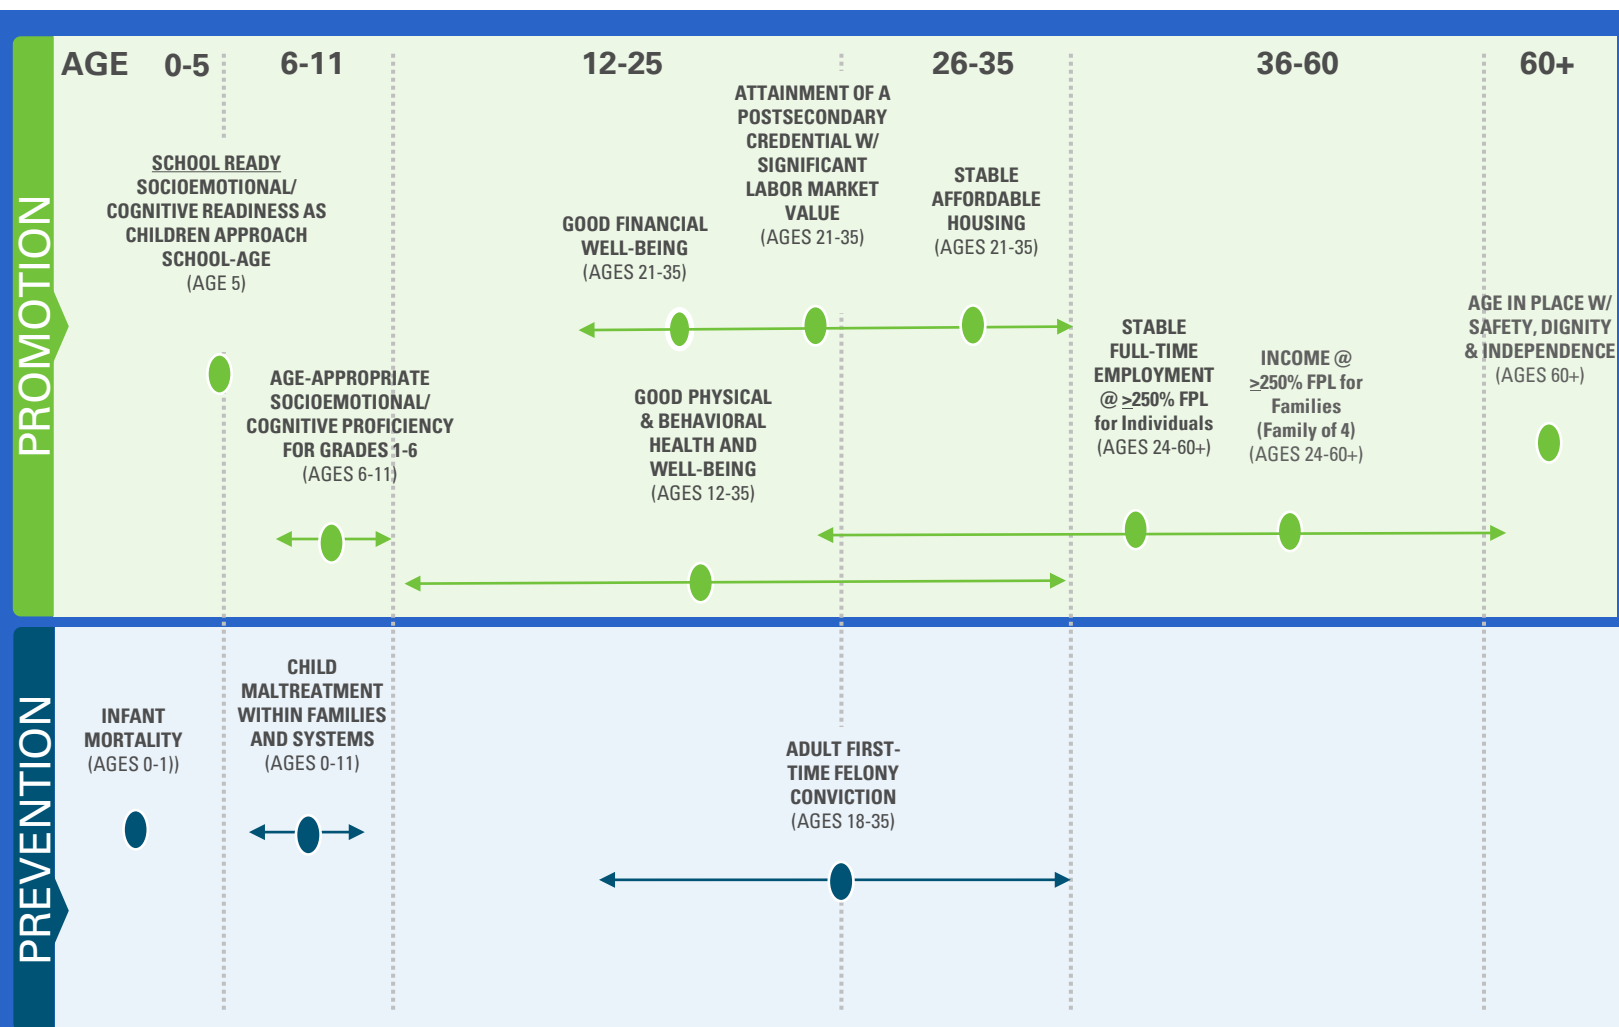 AGE 0-5 6-11 12-25 26-35 36-60 60+
PROMOTION
SCHOOL READY
SOCIOEMOTIONAL/
COGNITIVE READINESS AS
CHILDREN APPROACH
SCHOOL-AGE
(AGE 5)
AGE-APPROPRIATE
SOCIOEMOTIONAL/
COGNITIVE PROFICIENCY
FOR GRADES 1-6
(AGES 6-11)
GOOD FINANCIAL
WELL-BEING
(AGES 21-35)
ATTAINMENT OF A
POSTSECONDARY
CREDENTIAL W/
SIGNIFICANT
LABOR MARKET
VALUE
(AGES 21-35)
STABLE
AFFORDABLE
HOUSING
(AGES 21-35)
GOOD PHYSICAL
& BEHAVIORAL
HEALTH AND
WELL-BEING
(AGES 12-35)
STABLE
FULL-TIME
EMPLOYMENT
@ ≥250% FPL
for Individuals
(AGES 24-60+)
INCOME @
≥250% FPL for
Families
(Family of 4)
(AGES 24-60+)
AGE IN PLACE W/
SAFETY, DIGNITY
& INDEPENDENCE
(AGES 60+)
PREVENTION
INFANT
MORTALITY
(AGES 0-1))
CHILD
MALTREATMENT
WITHIN FAMILIES
AND SYSTEMS
(AGES 0-11)
ADULT FIRST-
TIME FELONY
CONVICTION
(AGES 18-35)